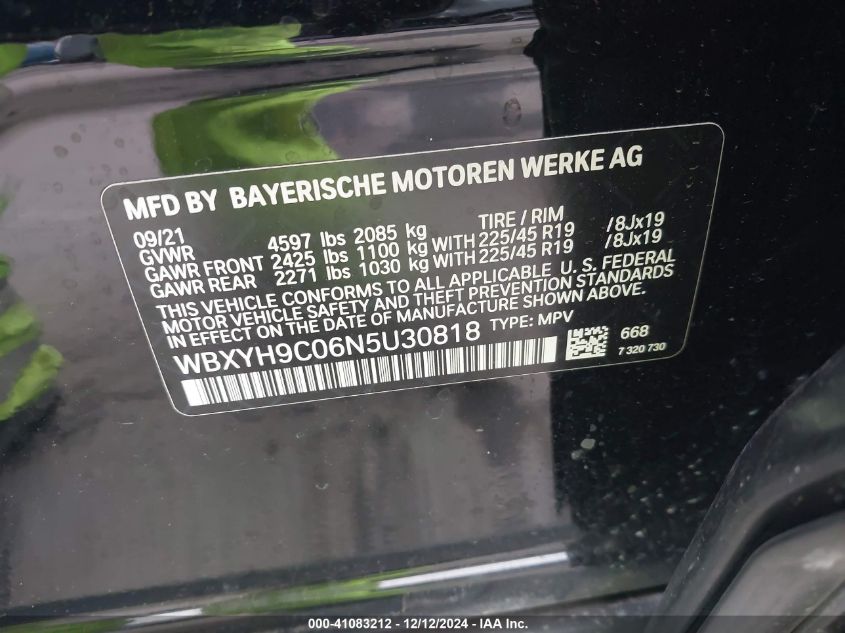 MFD BY BAYERISCHE MOTOREN WERKE AG
09/21 TIRE / RIM
GVWR 4597 lbs 2085 kg
GAWR FRONT 2425 lbs 1100 kg WITH 225/45 R19 /8Jx19
GAWR REAR 2271 lbs 1030 kg WITH 225/45 R19 /8Jx19
THIS VEHICLE CONFORMS TO ALL APPLICABLE U. S. FEDERAL
MOTOR VEHICLE SAFETY AND THEFT PREVENTION STANDARDS
IN EFFECT ON THE DATE OF MANUFACTURE SHOWN ABOVE.
WBXYH9C06N5U30818 TYPE: MPV 668
7 320 730
000-41083212 - 12/12/2024 - IAA Inc.